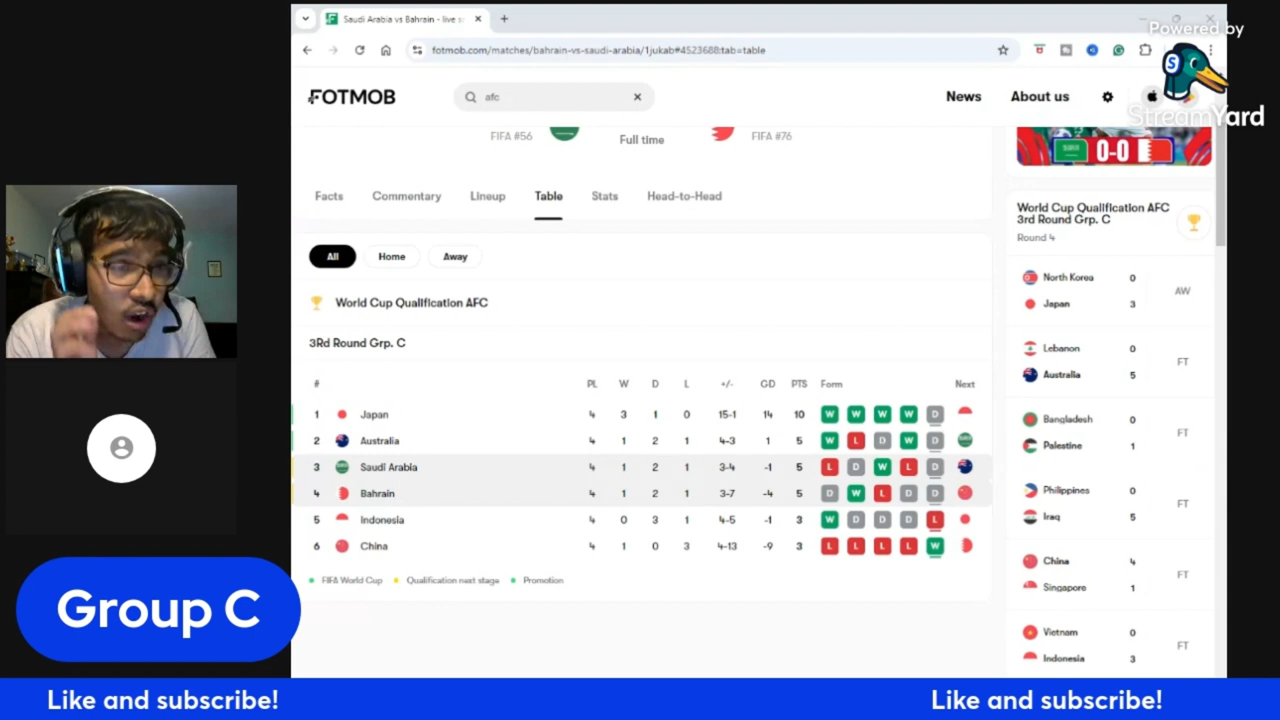 Saudi Arabia vs Bahrain - live sc
fotmob.com/matches/bahrain-vs-saudi-arabia/1jukab#4523688:tab=table
Powered by
StreamYard
FOTMOB
afc
News
About us
FIFA #56
Full time
FIFA #76
0-0
Facts
Commentary
Lineup
Table
Stats
Head-to-Head
All
Home
Away
World Cup Qualification AFC
3Rd Round Grp. C
# PL W D L +/- GD PTS Form Next
1 Japan 4 3 1 0 15-1 14 10 W W W W D
2 Australia 4 1 2 1 4-3 1 5 W L D W D
3 Saudi Arabia 4 1 2 1 3-4 -1 5 L D W L D
4 Bahrain 4 1 2 1 3-7 -4 5 D W L D D
5 Indonesia 4 0 3 1 4-5 -1 3 W D D D L
6 China 4 1 0 3 4-13 -9 3 L L L L W
FIFA World Cup Qualification next stage Promotion
World Cup Qualification AFC
3rd Round Grp. C
Round 4
North Korea 0
Japan 3
AW
Lebanon 0
Australia 5
FT
Bangladesh 0
Palestine 1
FT
Philippines 0
Iraq 5
FT
China 4
Singapore 1
FT
Vietnam 0
Indonesia 3
FT
Group C
Like and subscribe!
Like and subscribe!